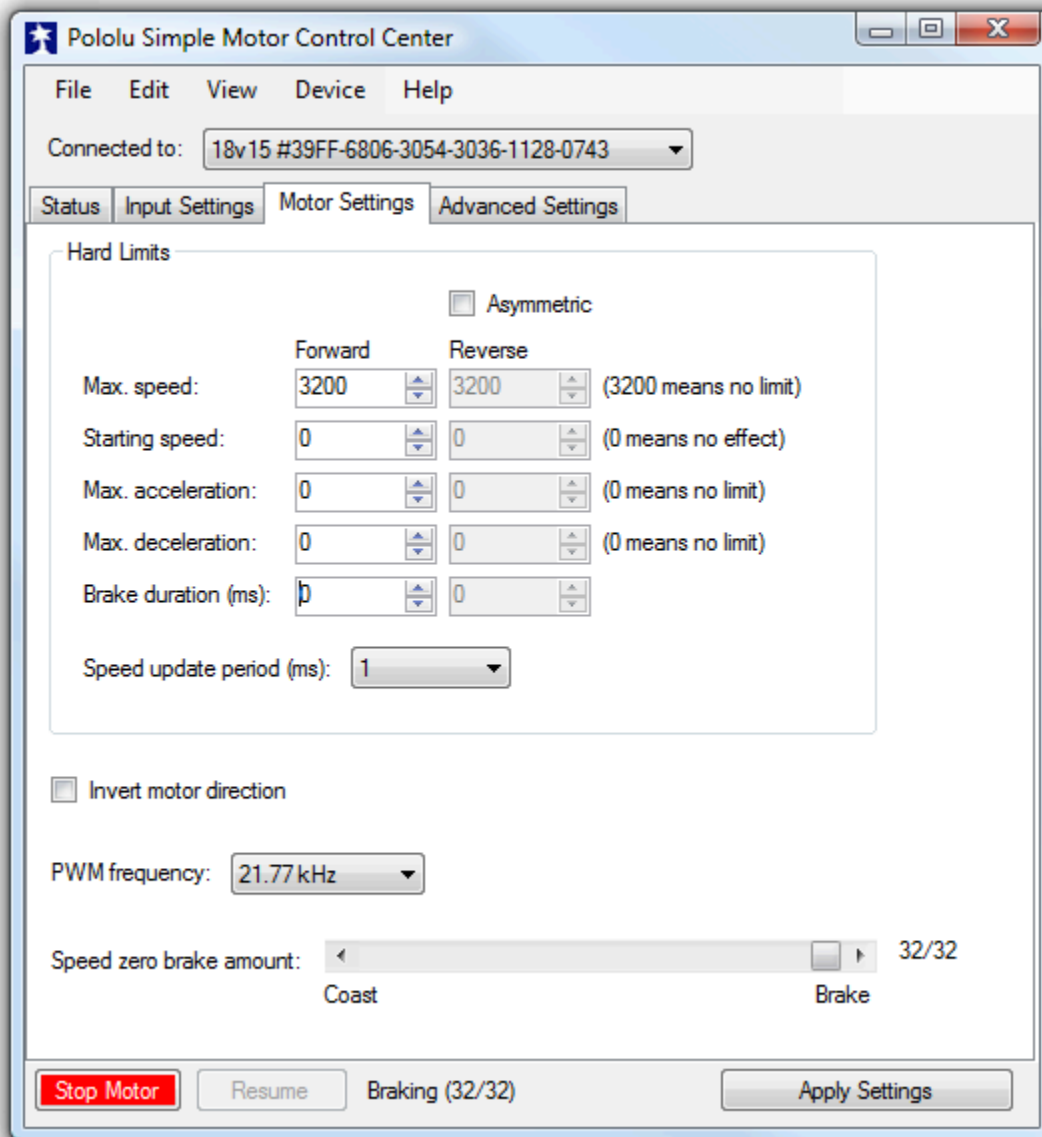 Pololu Simple Motor Control Center
File Edit View Device Help
Connected to: 18v15 #39FF-6806-3054-3036-1128-0743
Status Input Settings Motor Settings Advanced Settings
Hard Limits
Asymmetric
Forward Reverse
Max. speed: 3200 3200 (3200 means no limit)
Starting speed: 0 0 (0 means no effect)
Max. acceleration: 0 0 (0 means no limit)
Max. deceleration: 0 0 (0 means no limit)
Brake duration (ms): 0 0
Speed update period (ms): 1
Invert motor direction
PWM frequency: 21.77 kHz
Speed zero brake amount: 32/32
Coast Brake
Stop Motor Resume Braking (32/32) Apply Settings